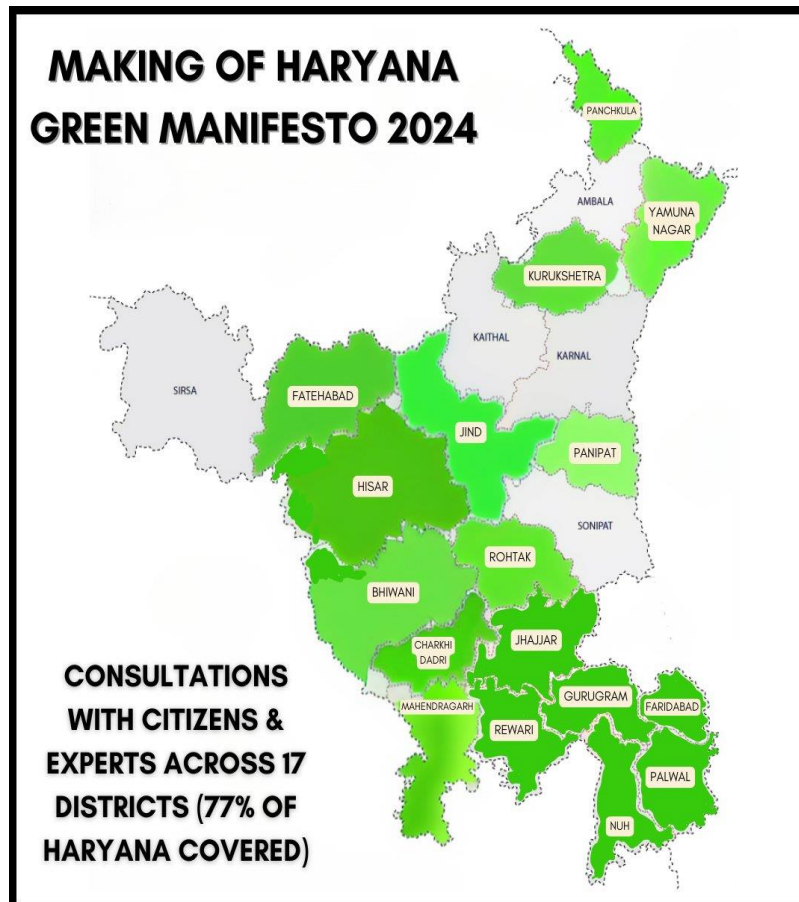 MAKING OF HARYANA
GREEN MANIFESTO 2024
PANCHKULA
AMBALA
YAMUNA
NAGAR
KURUKSHETRA
KAITHAL
KARNAL
SIRSA
FATEHABAD
JIND
PANIPAT
HISAR
SONIPAT
ROHTAK
BHIWANI
CHARKHI
DADRI
JHAJJAR
MAHENDRAGARH
GURUGRAM
FARIDABAD
REWARI
PALWAL
NUH
CONSULTATIONS
WITH CITIZENS &
EXPERTS ACROSS 17
DISTRICTS (77% OF
HARYANA COVERED)